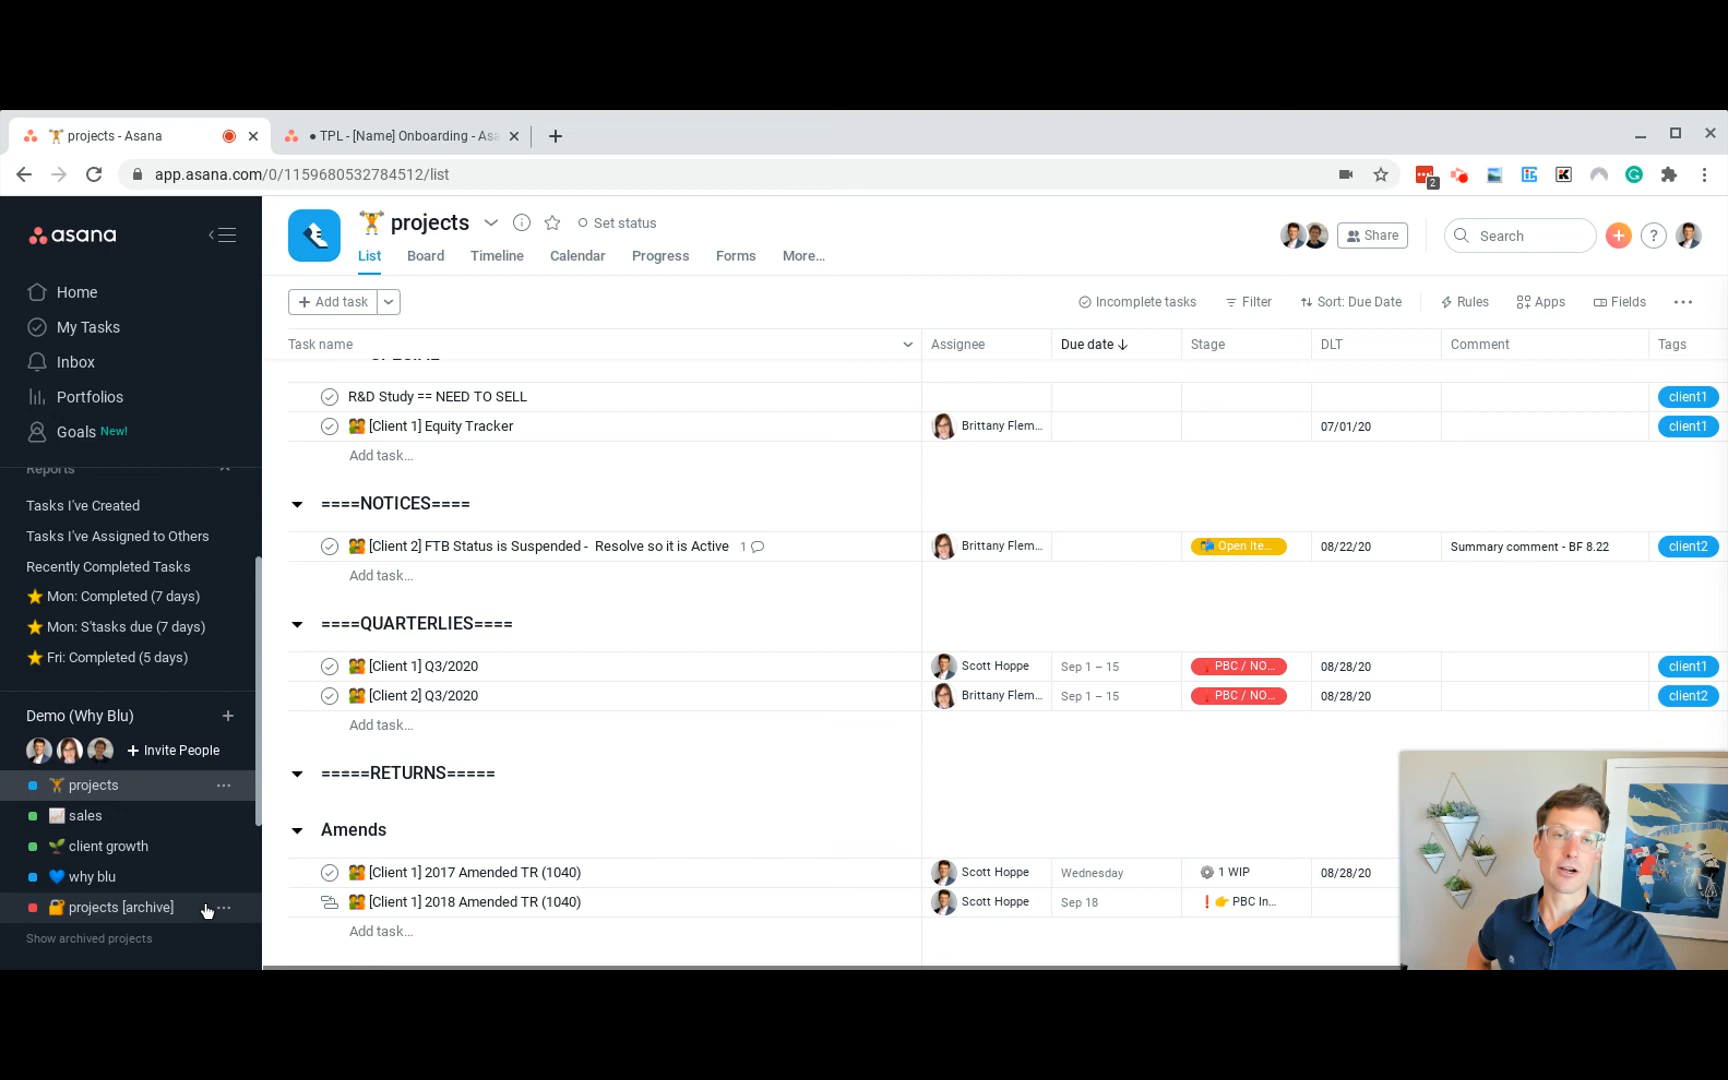 projects - Asana
● TPL - [Name] Onboarding - Asa
app.asana.com/0/1159680532784512/list
2
asana
Home
My Tasks
Inbox
Portfolios
Goals New!
Reports
Tasks I've Created
Tasks I've Assigned to Others
Recently Completed Tasks
Mon: Completed (7 days)
Mon: S'tasks due (7 days)
Fri: Completed (5 days)
Demo (Why Blu)
+ Invite People
projects
sales
client growth
why blu
projects [archive]
Show archived projects
projects
Set status
List Board Timeline Calendar Progress Forms More...
Share
Search
+ ?
+ Add task
Incomplete tasks Filter Sort: Due Date Rules Apps Fields
Task name Assignee Due date ↓ Stage DLT Comment Tags
R&D Study == NEED TO SELL client1
[Client 1] Equity Tracker Brittany Flem... 07/01/20 client1
Add task...
====NOTICES====
[Client 2] FTB Status is Suspended - Resolve so it is Active 1 Brittany Flem... Open Ite... 08/22/20 Summary comment - BF 8.22 client2
Add task...
====QUARTERLIES====
[Client 1] Q3/2020 Scott Hoppe Sep 1 – 15 PBC / NO... 08/28/20 client1
[Client 2] Q3/2020 Brittany Flem... Sep 1 – 15 PBC / NO... 08/28/20 client2
Add task...
=====RETURNS=====
Amends
[Client 1] 2017 Amended TR (1040) Scott Hoppe Wednesday 1 WIP 08/28/20
[Client 1] 2018 Amended TR (1040) Scott Hoppe Sep 18 PBC In...
Add task...